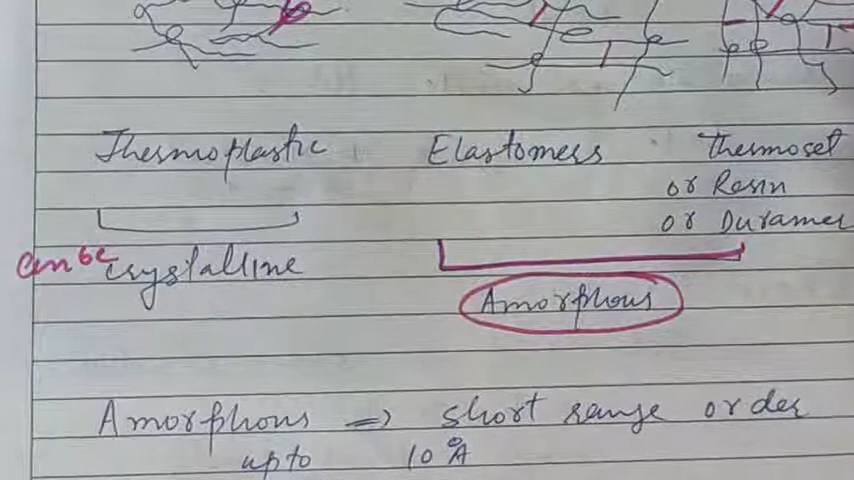 Thermoplastic Elastomers Thermoset
or Resin
or Duramer
can be crystalline
Amorphous
Amorphous => short range order
upto 10 Å